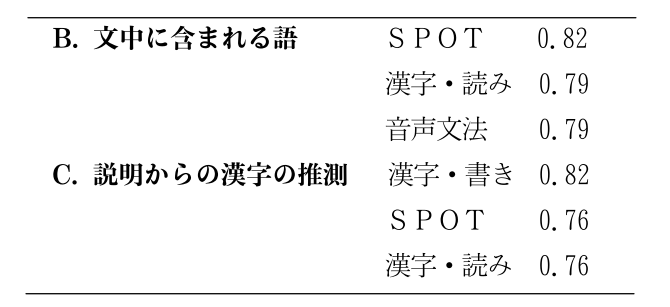 B. 文中に含まれる語 ＳＰＯＴ 0.82
漢字・読み 0.79
音声文法 0.79
C. 説明からの漢字の推測 漢字・書き 0.82
ＳＰＯＴ 0.76
漢字・読み 0.76